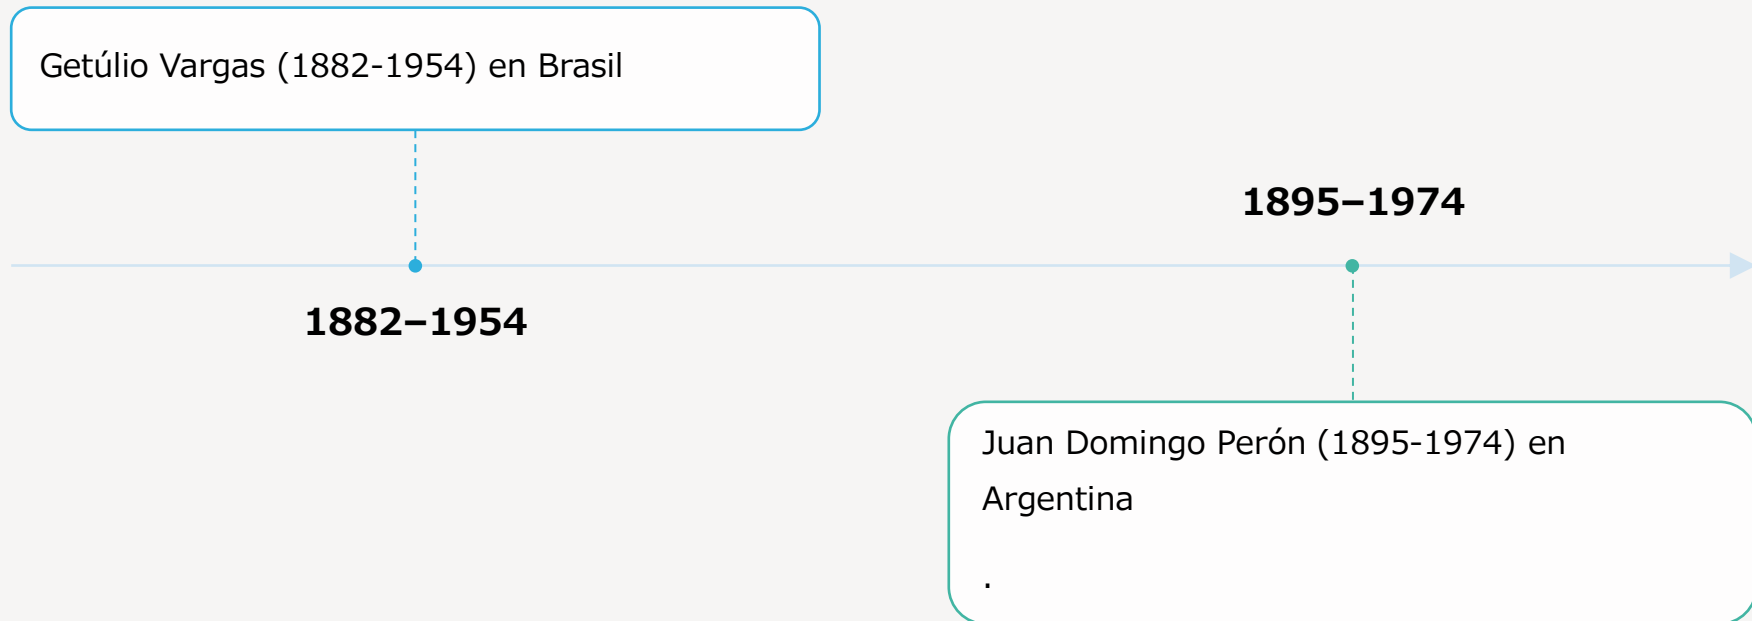 Getúlio Vargas (1882-1954) en Brasil
1895–1974
1882–1954
Juan Domingo Perón (1895-1974) en
Argentina
.